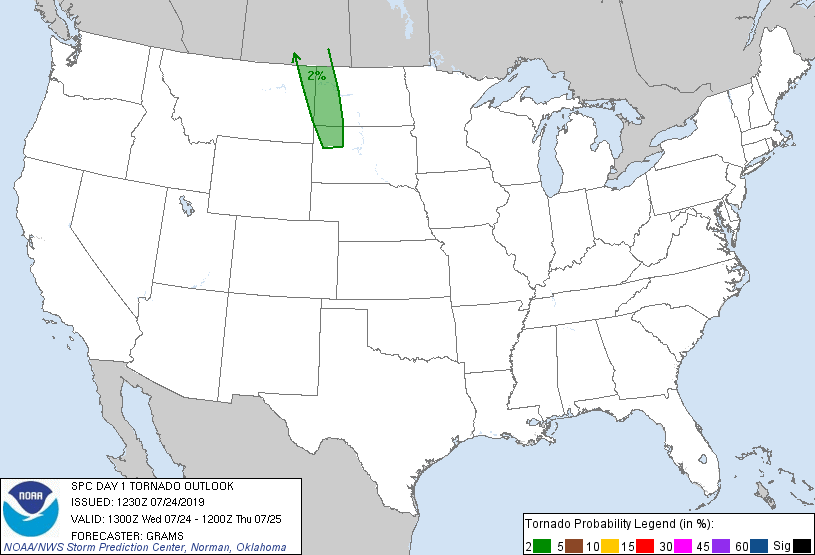 2%
NOAA
SPC DAY 1 TORNADO OUTLOOK
ISSUED: 1230Z 07/24/2019
VALID: 1300Z Wed 07/24 - 1200Z Thu 07/25
FORECASTER: GRAMS
NOAA/NWS Storm Prediction Center, Norman, Oklahoma
Tornado Probability Legend (in %):
2 5 10 15 30 45 60 Sig